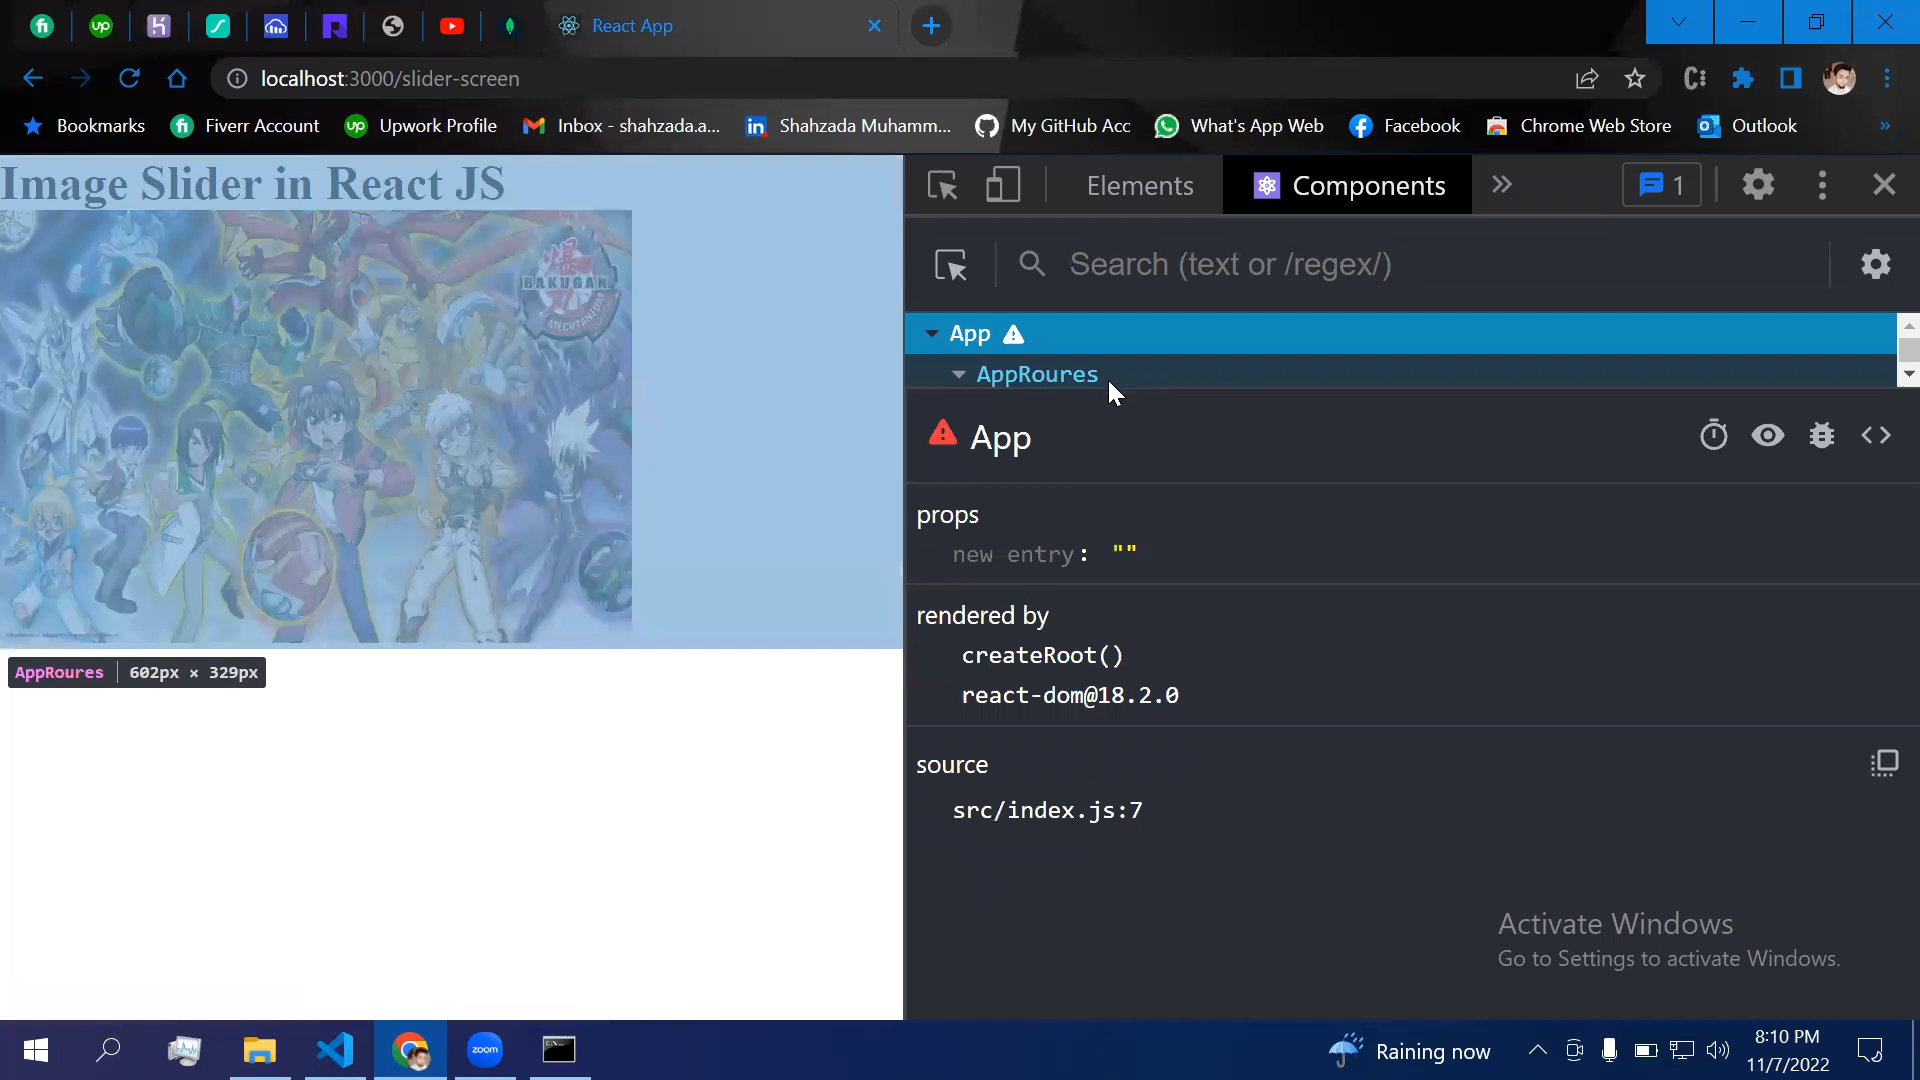 React App
localhost:3000/slider-screen
Bookmarks
Fiverr Account
Upwork Profile
Inbox - shahzada.a...
Shahzada Muhamm...
My GitHub Acc
What's App Web
Facebook
Chrome Web Store
Outlook
»
Image Slider in React JS
爆
BAKUGAN
MECHTANIUM
AppRoures
602px × 329px
Elements
Components
1
Search (text or /regex/)
App
AppRoures
App
props
new entry: ""
rendered by
createRoot()
react-dom@18.2.0
source
src/index.js:7
Activate Windows
Go to Settings to activate Windows.
zoom
Raining now
8:10 PM
11/7/2022